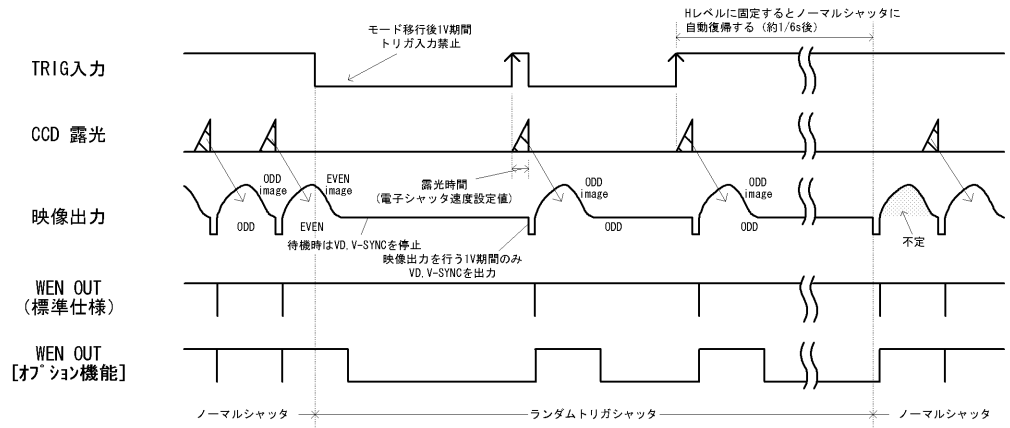 Hレベルに固定するとノーマルシャッタに
自動復帰する（約1/6s後）
モード移行後1V期間
トリガ入力禁止
TRIG入力
CCD 露光
露光時間
(電子シャッタ速度設定値)
ODD
image
EVEN
image
ODD
image
ODD
image
映像出力
ODD
EVEN
ODD
ODD
不定
待機時はVD,V-SYNCを停止
映像出力を行う1V期間のみ
VD,V-SYNCを出力
WEN OUT
(標準仕様)
WEN OUT
[ｵﾌﾟｼｮﾝ機能]
ノーマルシャッタ
ランダムトリガシャッタ
ノーマルシャッタ